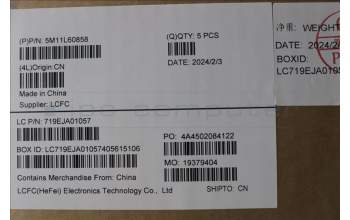 (P)P/N: 5M11L60858
(Q)QTY: 5 PCS
净重: WEIGHT
(4L)Origin:CN
DATE: 2024/2/3
DATE: 2024/2/
BOXID:
LC719EJA0105
Made in China
Supplier: LCFC
LC P/N: 719EJA01057
PO: 4A4502084122
BOX ID: LC719EJA01057405615106
MO: 19379404
Contains Merchandise From: China
LCFC(HeFei) Electronics Technology Co., Ltd
SHIPTO: CN